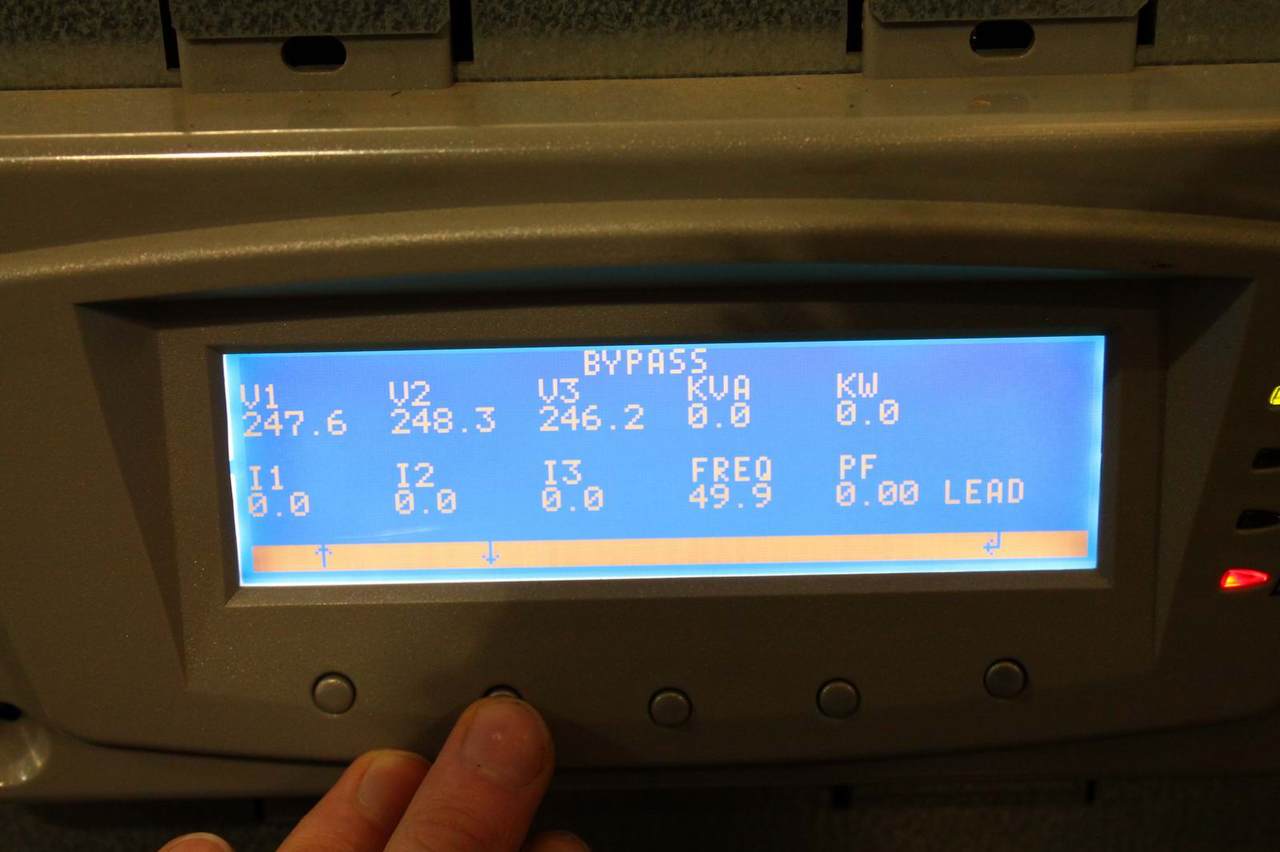 BYPASS
V1 V2 V3 KVA KW
247.6 248.3 246.2 0.0 0.0
I1 I2 I3 FREQ PF
0.0 0.0 0.0 49.9 0.00 LEAD
↑ ↓ ↵